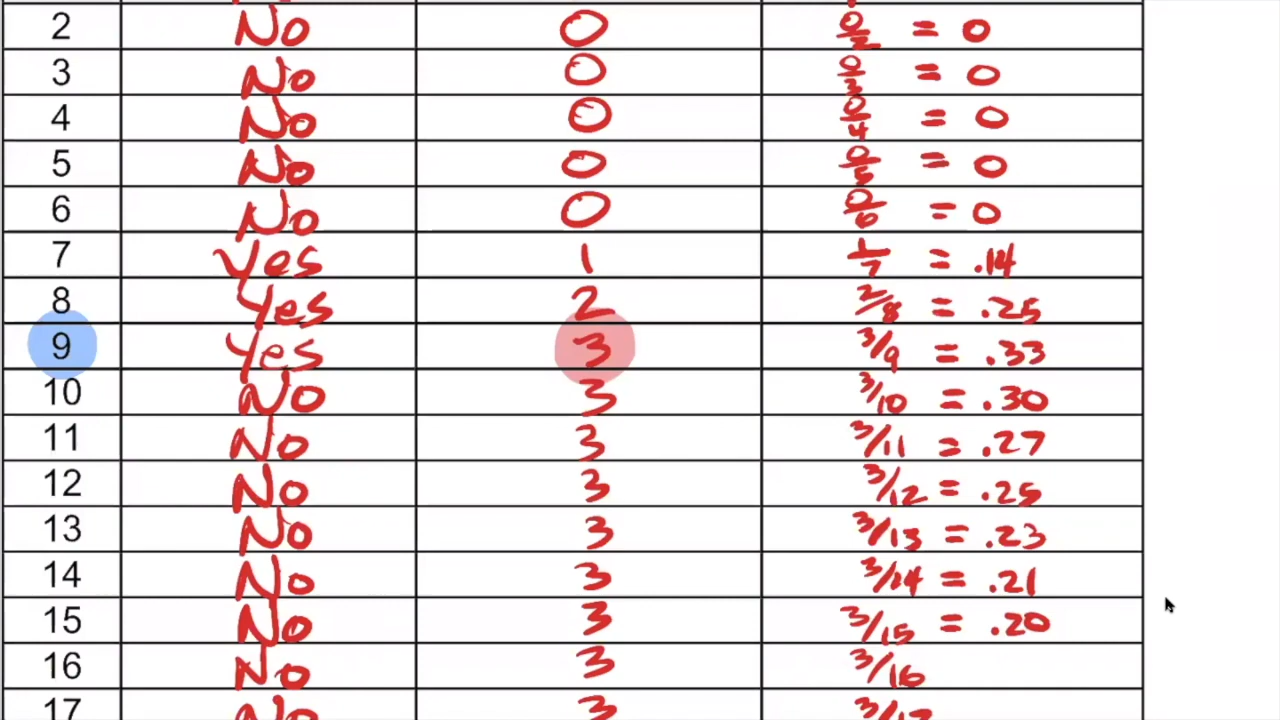 2 No 0 0/2 = 0
3 No 0 0/3 = 0
4 No 0 0/4 = 0
5 No 0 0/5 = 0
6 No 0 0/6 = 0
7 Yes 1 1/7 = .14
8 Yes 2 2/8 = .25
9 Yes 3 3/9 = .33
10 No 3 3/10 = .30
11 No 3 3/11 = .27
12 No 3 3/12 = .25
13 No 3 3/13 = .23
14 No 3 3/14 = .21
15 No 3 3/15 = .20
16 No 3 3/16
17 No 3 3/17